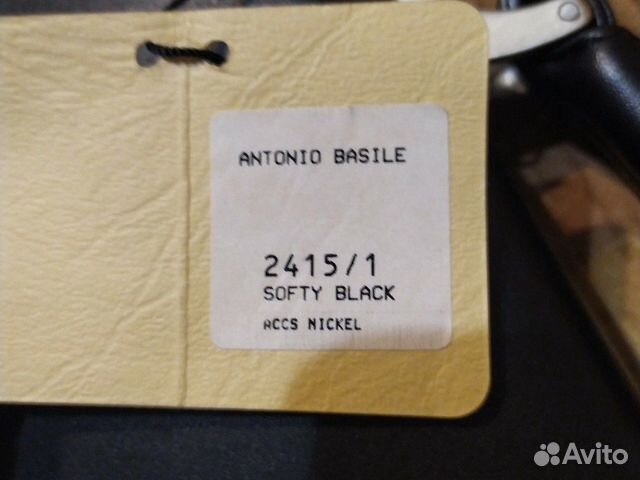 ANTONIO BASILE
2415/1
SOFTY BLACK
ACCS NICKEL
Avito